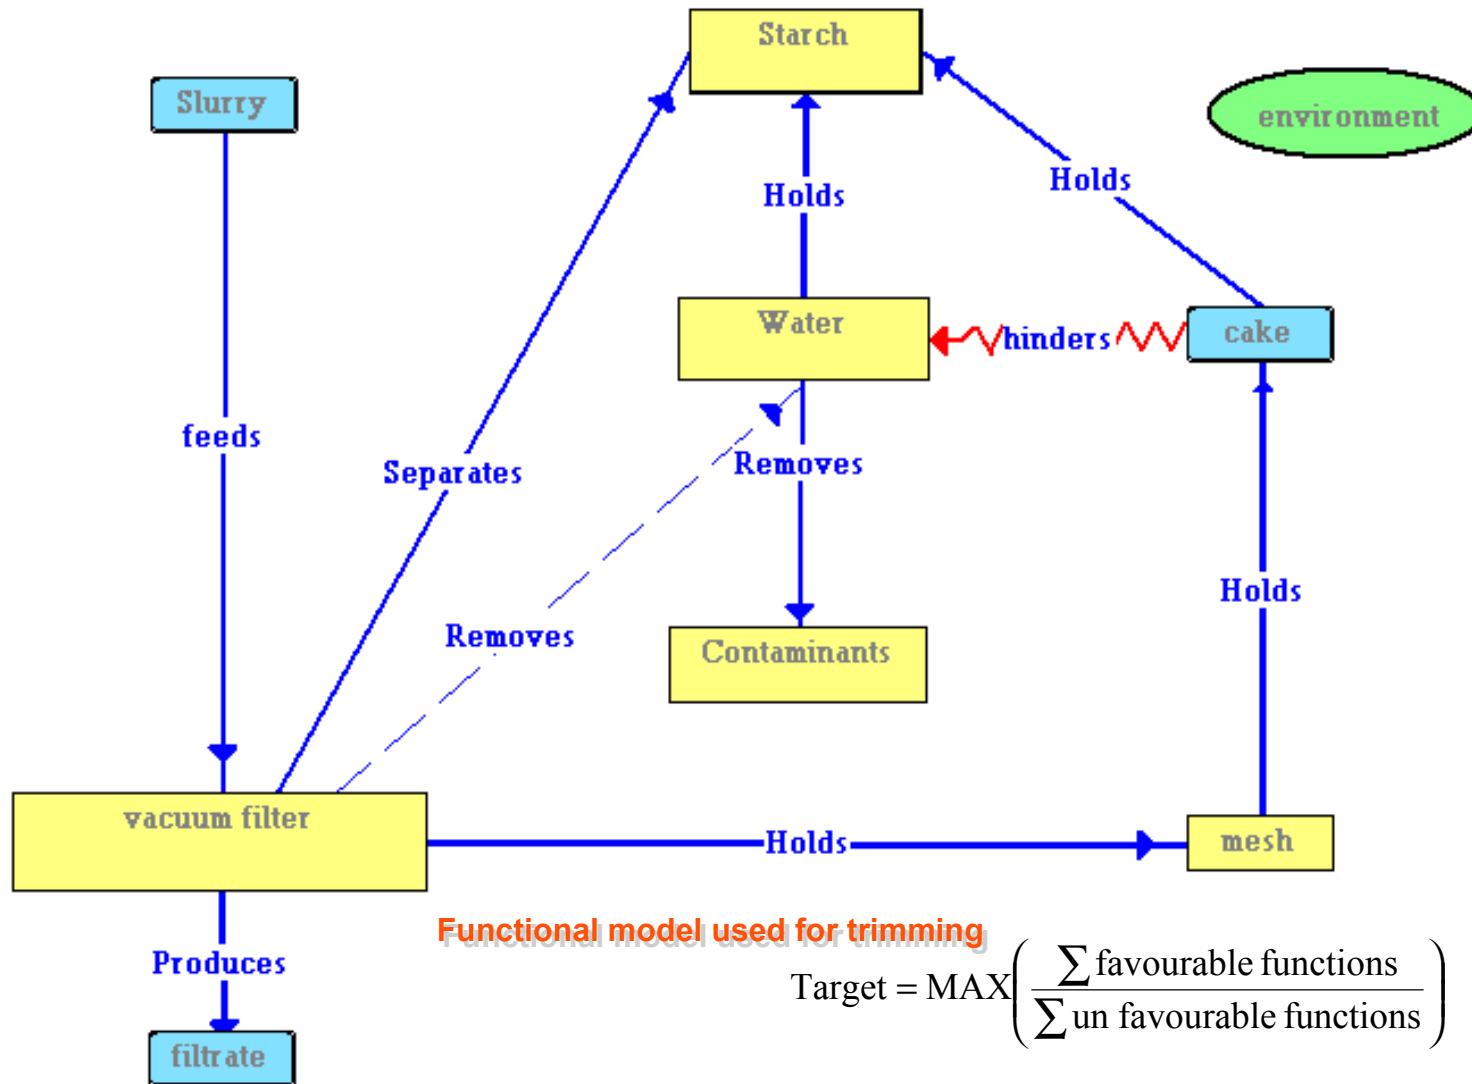 Starch
Slurry
environment
Holds
Holds
Water
hinders
cake
feeds
Separates
Removes
Holds
Removes
Contaminants
vacuum filter
Holds
mesh
Functional model used for trimming
Produces
Target = MAX( ∑ favourable functions / ∑ un favourable functions )
filtrate